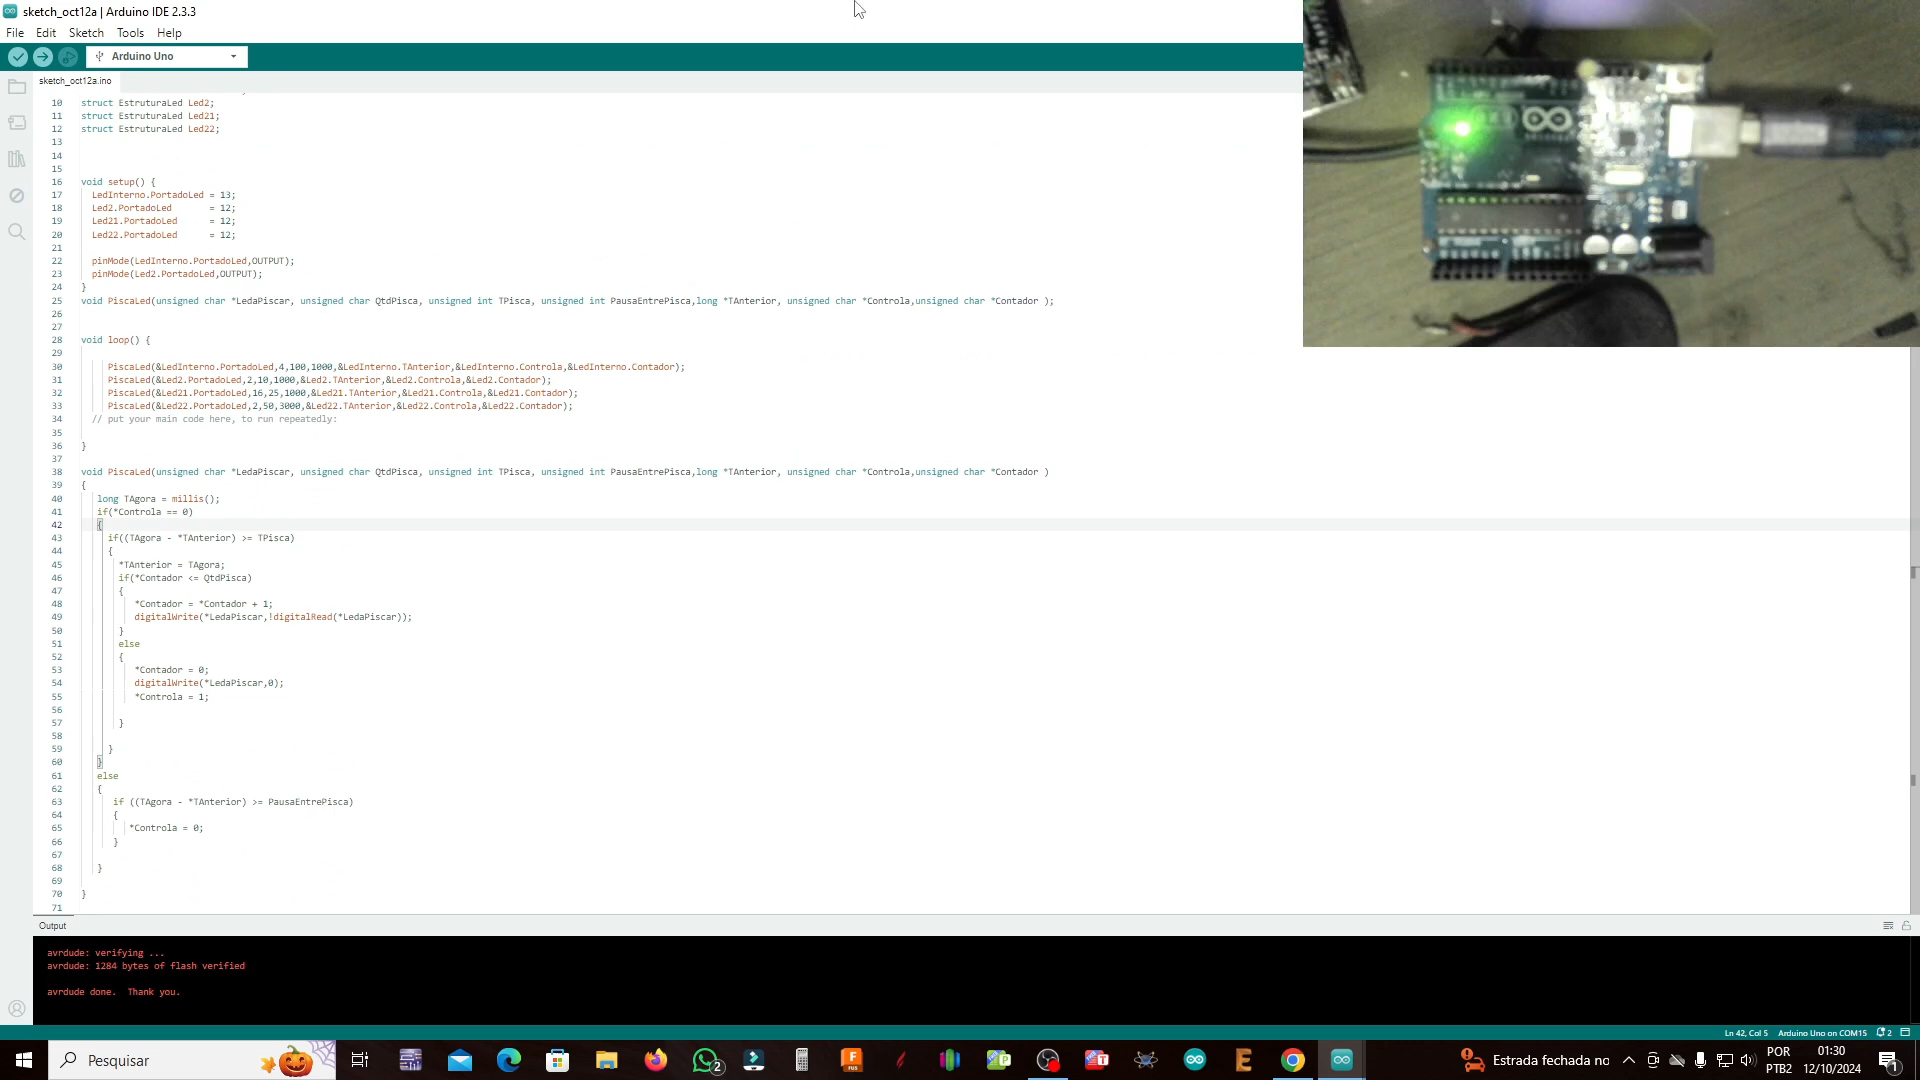 sketch_oct12a | Arduino IDE 2.3.3
File Edit Sketch Tools Help
Arduino Uno
sketch_oct12a.ino
10 struct EstruturaLed Led2;
11 struct EstruturaLed Led21;
12 struct EstruturaLed Led22;
13
14
15
16 void setup() {
17 LedInterno.PortadoLed = 13;
18 Led2.PortadoLed = 12;
19 Led21.PortadoLed = 12;
20 Led22.PortadoLed = 12;
21
22 pinMode(LedInterno.PortadoLed,OUTPUT);
23 pinMode(Led2.PortadoLed,OUTPUT);
24 }
25 void PiscaLed(unsigned char *LedaPiscar, unsigned char QtdPisca, unsigned int TPisca, unsigned int PausaEntrePisca,long *TAnterior, unsigned char *Controla,unsigned char *Contador );
26
27
28 void loop() {
29
30 PiscaLed(&LedInterno.PortadoLed,4,100,1000,&LedInterno.TAnterior,&LedInterno.Controla,&LedInterno.Contador);
31 PiscaLed(&Led2.PortadoLed,2,10,1000,&Led2.TAnterior,&Led2.Controla,&Led2.Contador);
32 PiscaLed(&Led21.PortadoLed,16,25,1000,&Led21.TAnterior,&Led21.Controla,&Led21.Contador);
33 PiscaLed(&Led22.PortadoLed,2,50,3000,&Led22.TAnterior,&Led22.Controla,&Led22.Contador);
34 // put your main code here, to run repeatedly:
35
36 }
37
38 void PiscaLed(unsigned char *LedaPiscar, unsigned char QtdPisca, unsigned int TPisca, unsigned int PausaEntrePisca,long *TAnterior, unsigned char *Controla,unsigned char *Contador )
39 {
40 long TAgora = millis();
41 if(*Controla == 0)
42 {
43 if((TAgora - *TAnterior) >= TPisca)
44 {
45 *TAnterior = TAgora;
46 if(*Contador <= QtdPisca)
47 {
48 *Contador = *Contador + 1;
49 digitalWrite(*LedaPiscar,!digitalRead(*LedaPiscar));
50 }
51 else
52 {
53 *Contador = 0;
54 digitalWrite(*LedaPiscar,0);
55 *Controla = 1;
56
57 }
58
59 }
60 }
61 else
62 {
63 if ((TAgora - *TAnterior) >= PausaEntrePisca)
64 {
65 *Controla = 0;
66 }
67
68 }
69
70 }
71
Output
avrdude: verifying ...
avrdude: 1284 bytes of flash verified
avrdude done. Thank you.
Ln 42, Col 5 Arduino Uno on COM15 2
Pesquisar
2
Estrada fechada no
POR
PTB2
01:30
12/10/2024
1